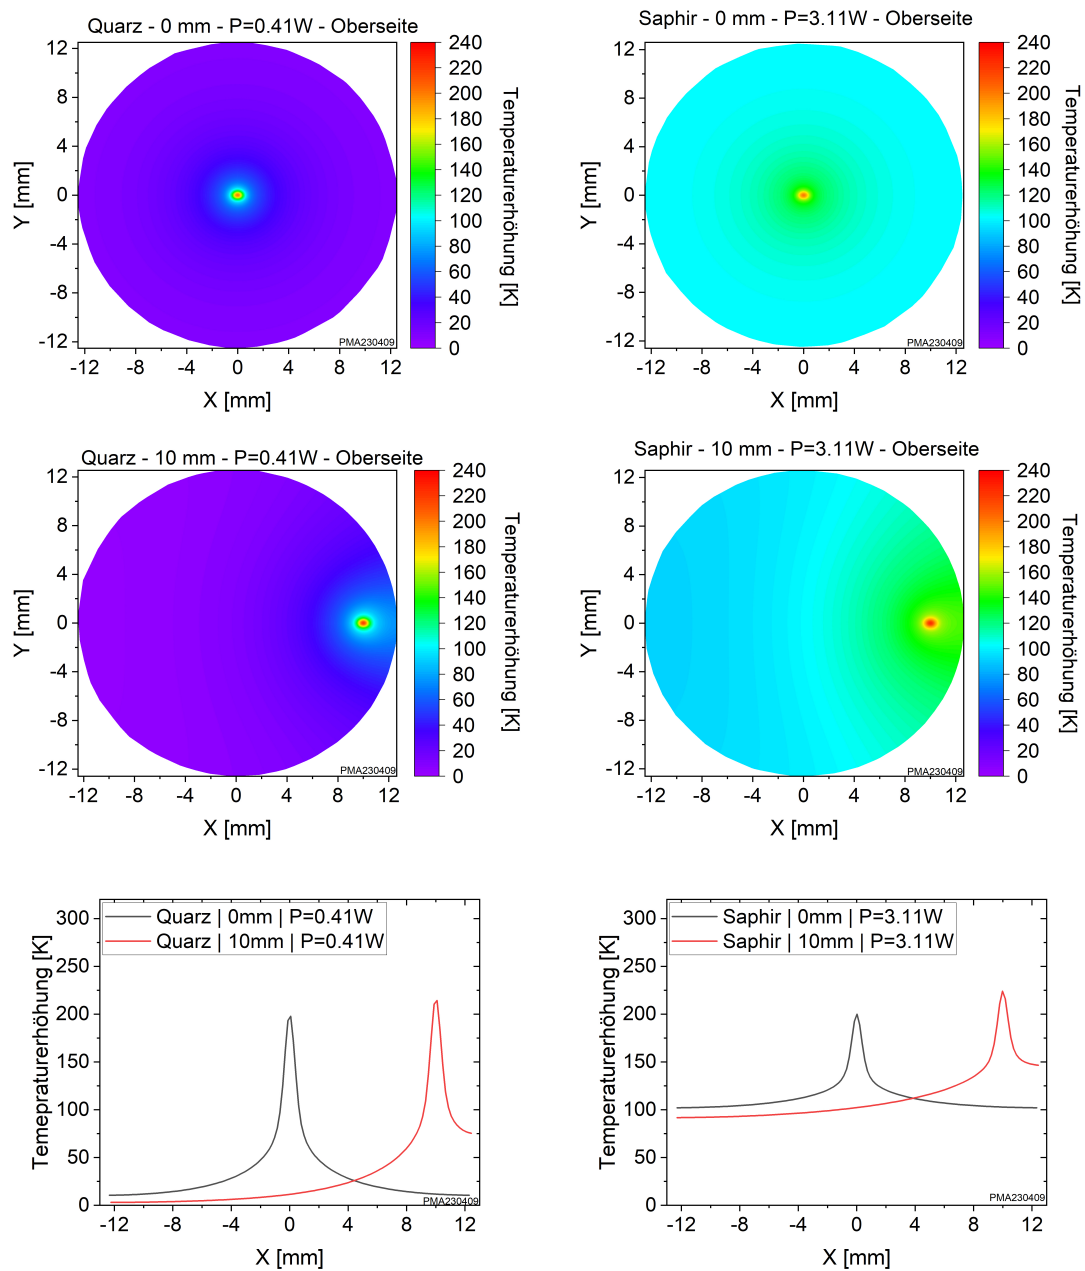 Quarz - 0 mm - P=0.41W - Oberseite
12
8
4
0
-4
-8
-12
Y [mm]
-12 -8 -4 0 4 8 12
X [mm]
PMA230409
240
220
200
180
160
140
120
100
80
60
40
20
0
Temperaturerhöhung [K]
Saphir - 0 mm - P=3.11W - Oberseite
12
8
4
0
-4
-8
-12
Y [mm]
-12 -8 -4 0 4 8 12
X [mm]
PMA230409
240
220
200
180
160
140
120
100
80
60
40
20
0
Temperaturerhöhung [K]
Quarz - 10 mm - P=0.41W - Oberseite
12
8
4
0
-4
-8
-12
Y [mm]
-12 -8 -4 0 4 8 12
X [mm]
PMA230409
240
220
200
180
160
140
120
100
80
60
40
20
0
Temperaturerhöhung [K]
Saphir - 10 mm - P=3.11W - Oberseite
12
8
4
0
-4
-8
-12
Y [mm]
-12 -8 -4 0 4 8 12
X [mm]
PMA230409
240
220
200
180
160
140
120
100
80
60
40
20
0
Temperaturerhöhung [K]
Quarz | 0mm | P=0.41W
Quarz | 10mm | P=0.41W
300
250
200
150
100
50
0
Temepraturerhöhung [K]
-12 -8 -4 0 4 8 12
X [mm]
PMA230409
Saphir | 0mm | P=3.11W
Saphir | 10mm | P=3.11W
300
250
200
150
100
50
0
Temperaturerhöhung [K]
-12 -8 -4 0 4 8 12
X [mm]
PMA230409